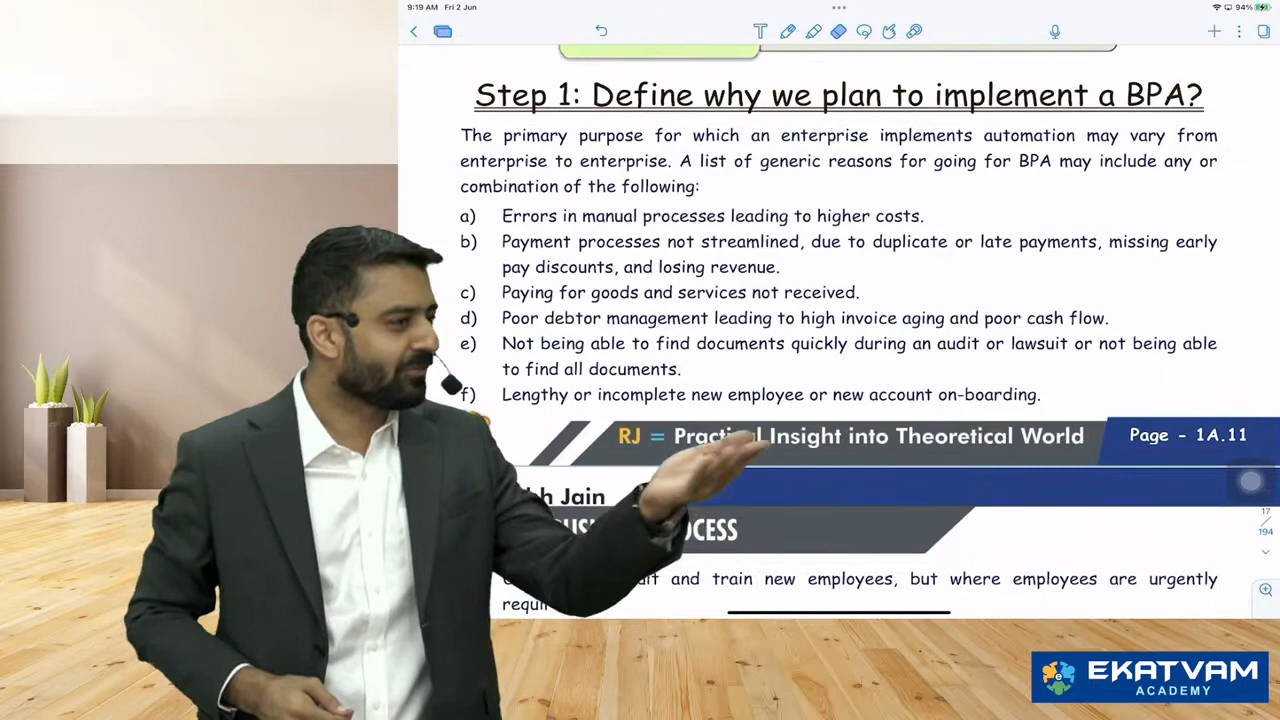 9:19 AM Fri 2 Jun
94%
Step 1: Define why we plan to implement a BPA?
The primary purpose for which an enterprise implements automation may vary from
enterprise to enterprise. A list of generic reasons for going for BPA may include any or
combination of the following:
a) Errors in manual processes leading to higher costs.
b) Payment processes not streamlined, due to duplicate or late payments, missing early
pay discounts, and losing revenue.
c) Paying for goods and services not received.
d) Poor debtor management leading to high invoice aging and poor cash flow.
e) Not being able to find documents quickly during an audit or lawsuit or not being able
to find all documents.
f) Lengthy or incomplete new employee or new account on-boarding.
RJ = Practical Insight into Theoretical World
Page - 1A.11
Jain
17
194
and train new employees, but where employees are urgently
EKATVAM
ACADEMY